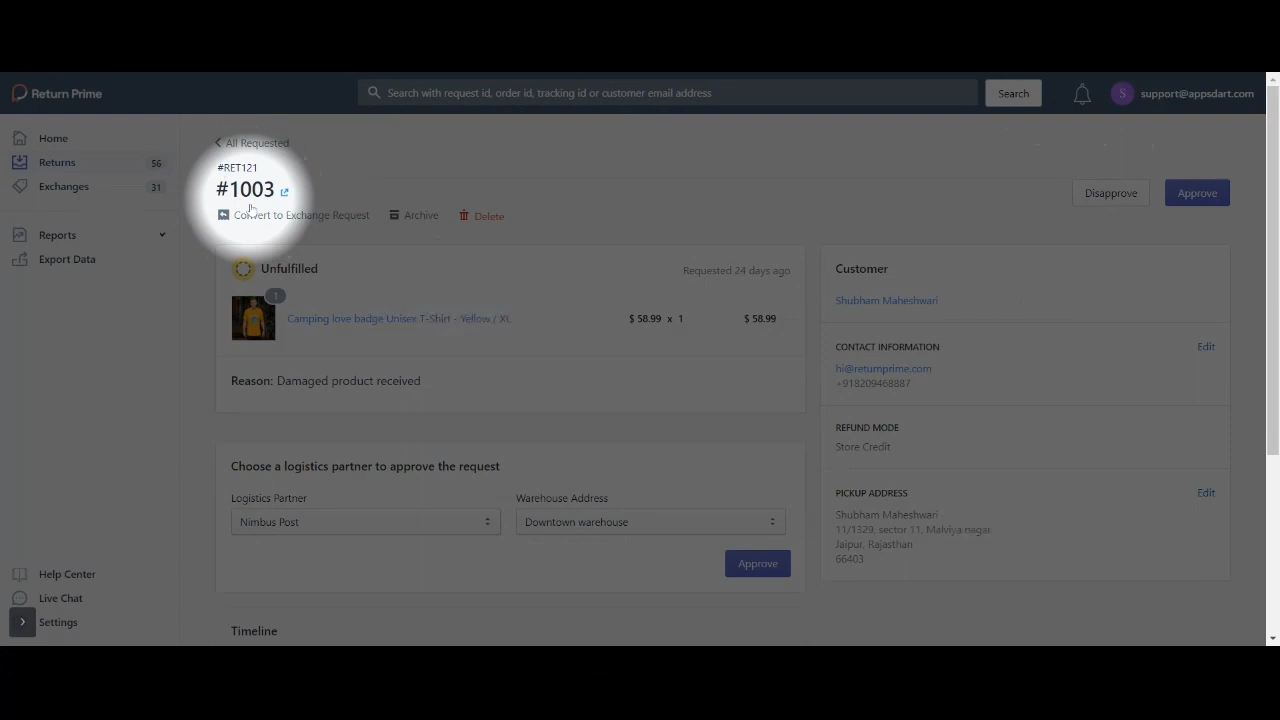 Return Prime
Search with request id, order id, tracking id or customer email address
Search
S
support@appsdart.com
Home
Returns 56
Exchanges 31
Reports
Export Data
Help Center
Live Chat
Settings
All Requested
#RET121
#1003
Convert to Exchange Request
Archive
Delete
Disapprove
Approve
Unfulfilled
Requested 24 days ago
1
Camping love badge Unisex T-Shirt - Yellow / XL
$ 58.99 x 1
$ 58.99
Reason: Damaged product received
Choose a logistics partner to approve the request
Logistics Partner
Warehouse Address
Nimbus Post
Downtown warehouse
Approve
Timeline
Customer
Shubham Maheshwari
CONTACT INFORMATION
Edit
hi@returnprime.com
+918209468887
REFUND MODE
Store Credit
PICKUP ADDRESS
Edit
Shubham Maheshwari
11/1329, sector 11, Malviya nagar,
Jaipur, Rajasthan
66403